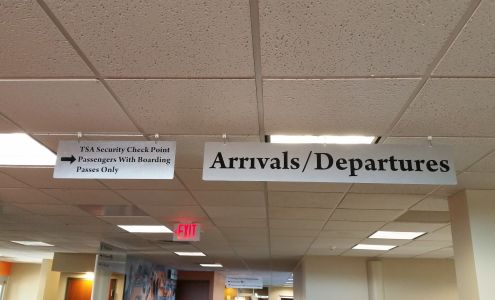 TSA Security Check Point
Passengers With Boarding
Passes Only
Arrivals/Departures
EXIT